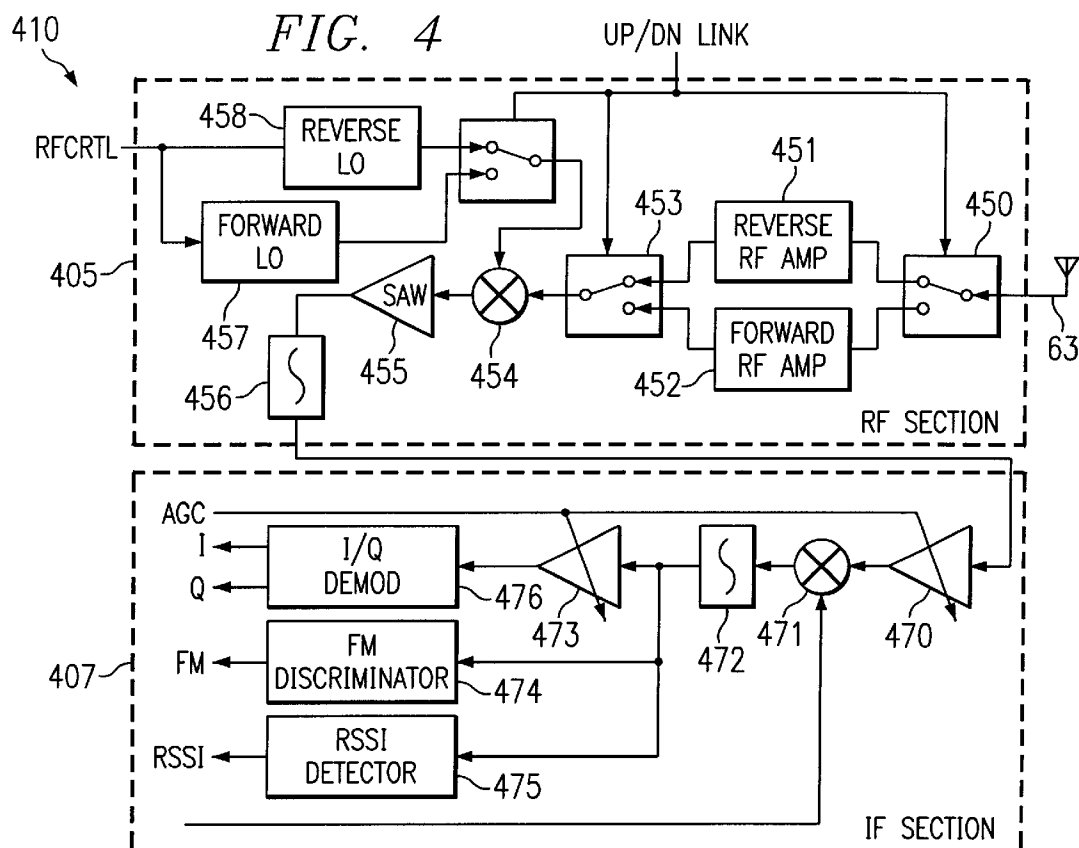 FIG. 4
410
UP/DN LINK
458
REVERSE
LO
RFCRTL
451
453
REVERSE
RF AMP
450
FORWARD
LO
405
SAW
457
455
454
FORWARD
RF AMP
63
456
452
RF SECTION
AGC
I
Q
I/Q
DEMOD
476
473
472
471
470
407
FM
FM
DISCRIMINATOR
474
RSSI
RSSI
DETECTOR
475
IF SECTION